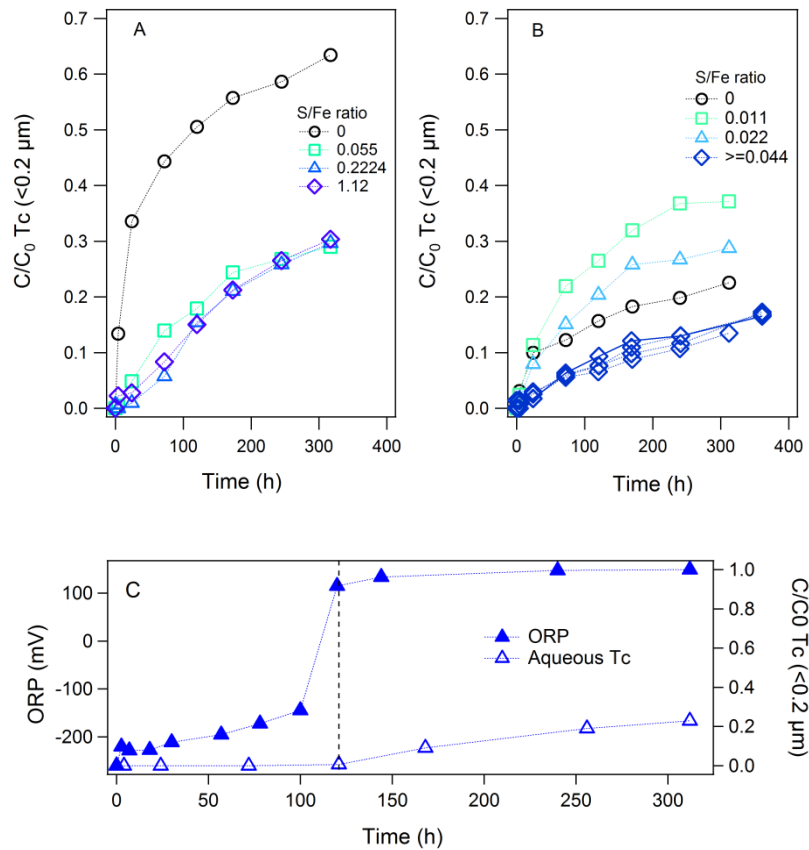 A
B
0.7
0.6
0.5
0.4
0.3
0.2
0.1
0.0
C/C0 Tc (<0.2 µm)
S/Fe ratio
0
0.055
0.2224
1.12
0 100 200 300 400
Time (h)
0.7
0.6
0.5
0.4
0.3
0.2
0.1
0.0
C/C0 Tc (<0.2 µm)
S/Fe ratio
0
0.011
0.022
>=0.044
0 100 200 300 400
Time (h)
C
100
0
-100
-200
ORP (mV)
ORP
Aqueous Tc
1.0
0.8
0.6
0.4
0.2
0.0
C/C0 Tc (<0.2 µm)
0 50 100 150 200 250 300
Time (h)